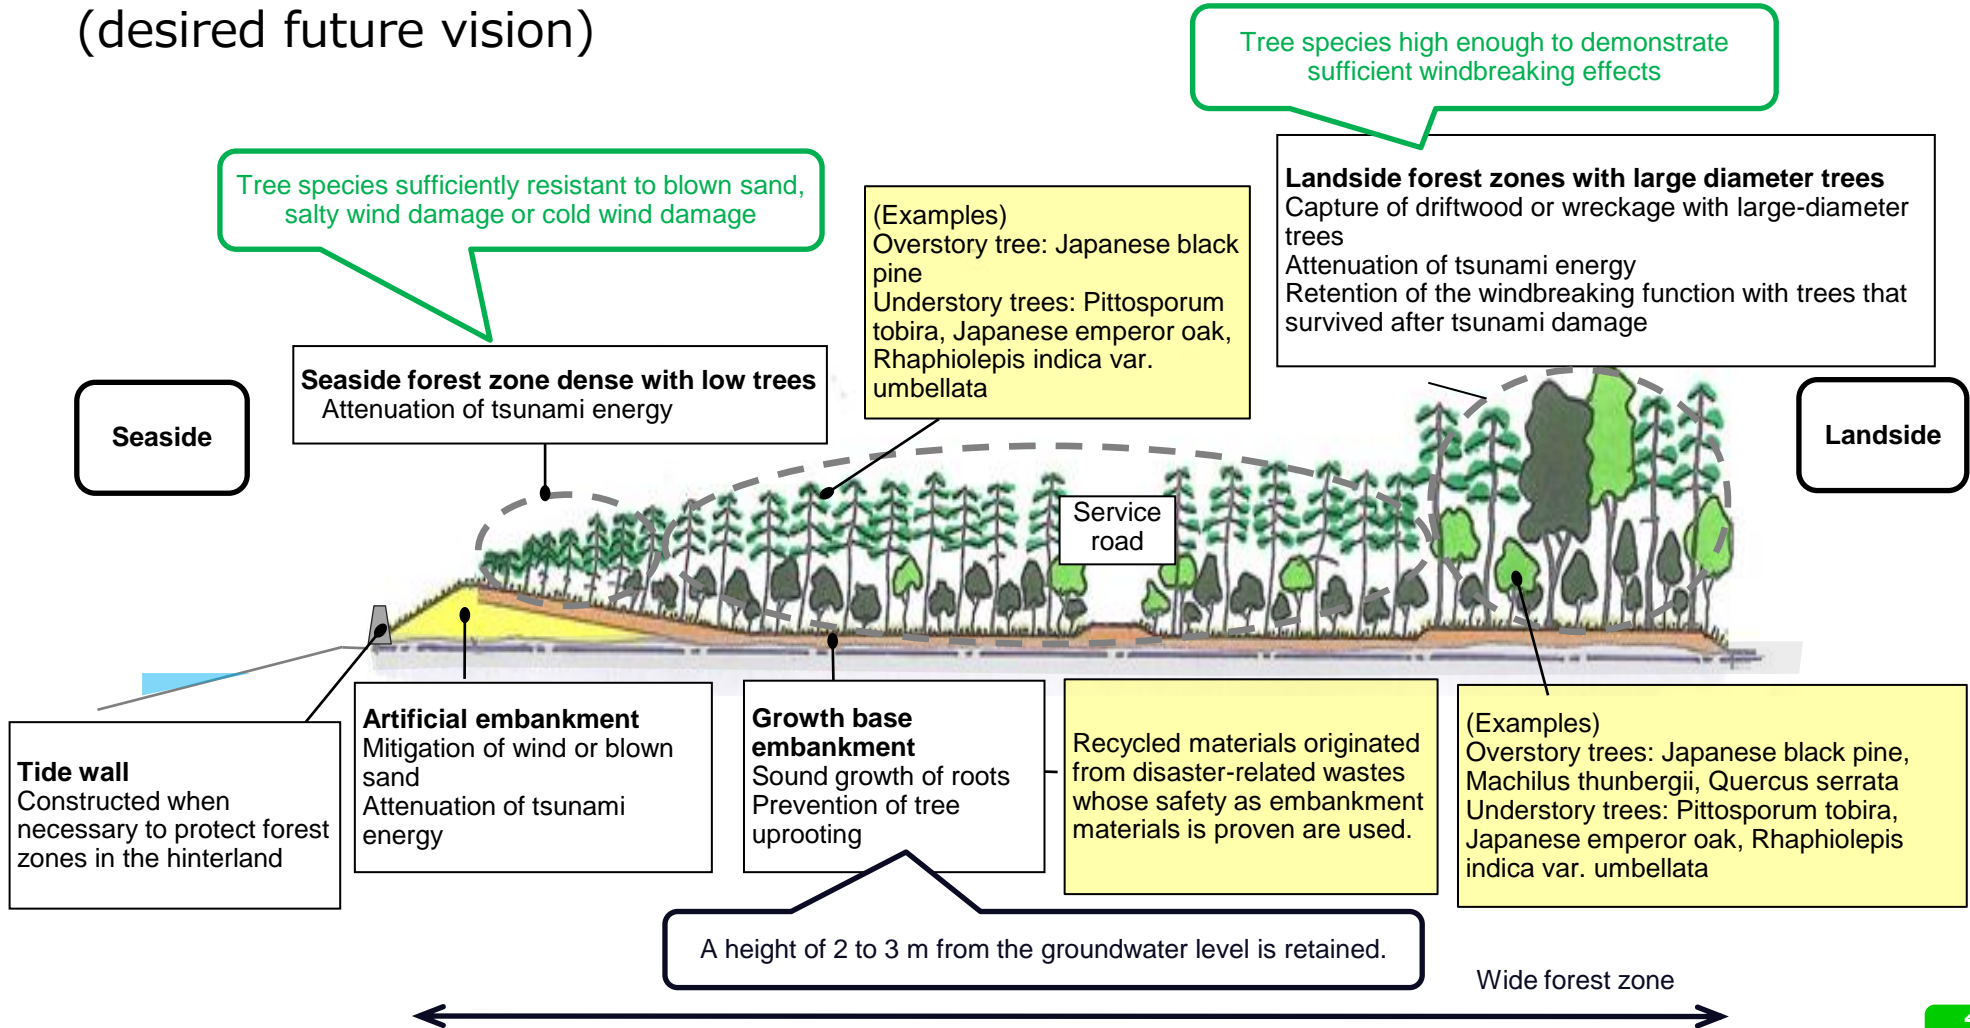 (desired future vision)
Tree species high enough to demonstrate
sufficient windbreaking effects
Tree species sufficiently resistant to blown sand,
salty wind damage or cold wind damage
(Examples)
Overstory tree: Japanese black
pine
Understory trees: Pittosporum
tobira, Japanese emperor oak,
Rhaphiolepis indica var.
umbellata
Landside forest zones with large diameter trees
Capture of driftwood or wreckage with large-diameter
trees
Attenuation of tsunami energy
Retention of the windbreaking function with trees that
survived after tsunami damage
Seaside forest zone dense with low trees
Attenuation of tsunami energy
Seaside
Landside
Service
road
Tide wall
Constructed when
necessary to protect forest
zones in the hinterland
Artificial embankment
Mitigation of wind or blown
sand
Attenuation of tsunami
energy
Growth base
embankment
Sound growth of roots
Prevention of tree
uprooting
Recycled materials originated
from disaster-related wastes
whose safety as embankment
materials is proven are used.
(Examples)
Overstory trees: Japanese black pine,
Machilus thunbergii, Quercus serrata
Understory trees: Pittosporum tobira,
Japanese emperor oak, Rhaphiolepis
indica var. umbellata
A height of 2 to 3 m from the groundwater level is retained.
Wide forest zone